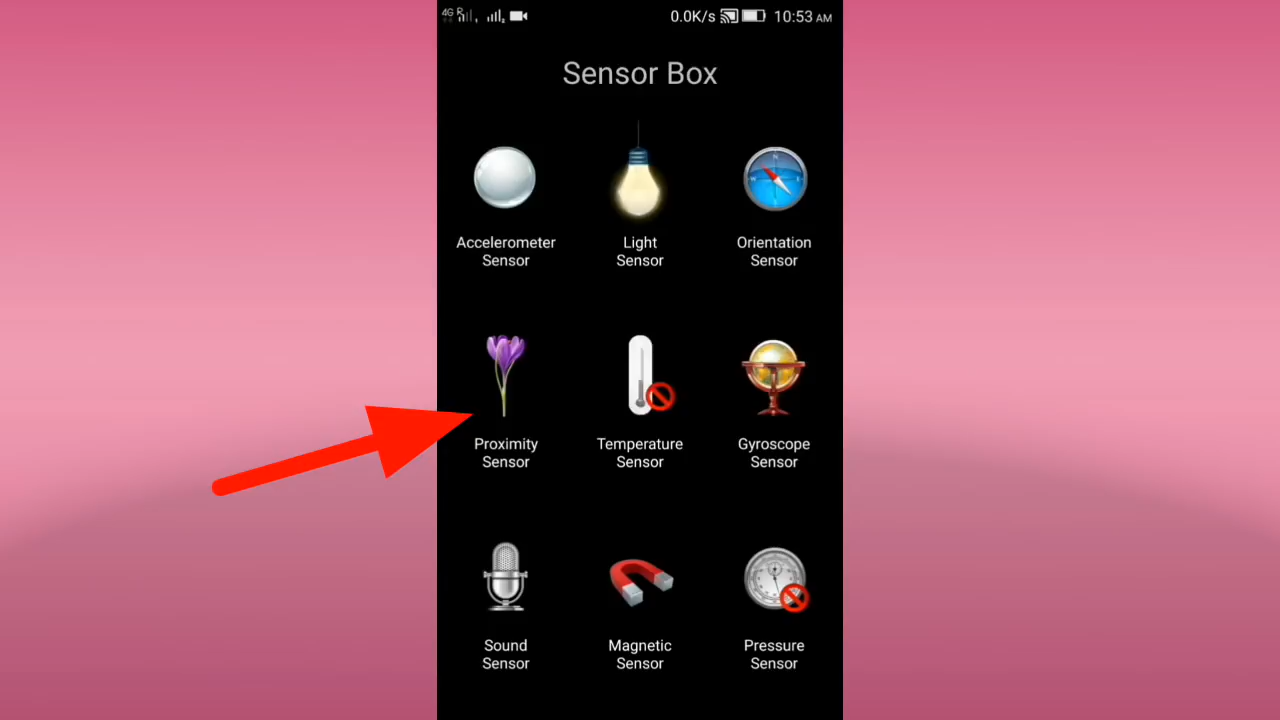 4G R 0.0K/s 10:53 AM
Sensor Box
Accelerometer
Sensor
Light
Sensor
Orientation
Sensor
Proximity
Sensor
Temperature
Sensor
Gyroscope
Sensor
Sound
Sensor
Magnetic
Sensor
Pressure
Sensor